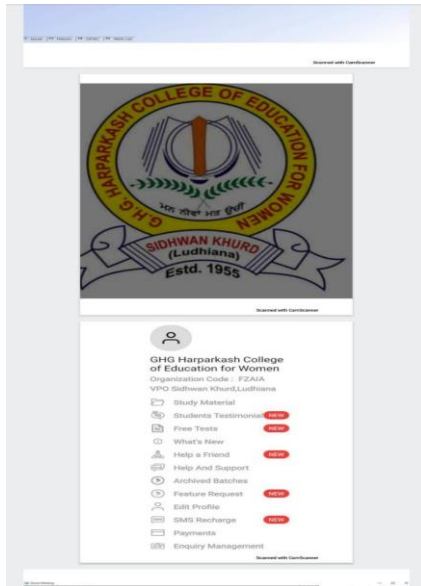 Scanned with CamScanner
G.H.G. HARPARKASH COLLEGE OF EDUCATION FOR WOMEN
ਮਨ ਨੀਵਾਂ ਮਤ ਉਚੀ
SIDHWAN KHURD
(Ludhiana)
Estd. 1955
Scanned with CamScanner
GHG Harparkash College
of Education for Women
Organization Code : FZAIA
VPO Sidhwan Khurd,Ludhiana
Study Material
Students Testimonial NEW
Free Tests NEW
What's New
Help a Friend NEW
Help And Support
Archived Batches
Feature Request NEW
Edit Profile
SMS Recharge NEW
Payments
Enquiry Management
Scanned with CamScanner